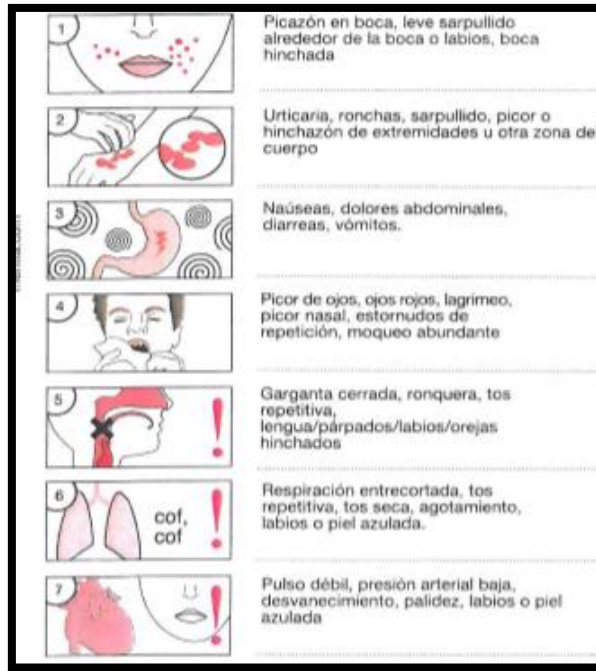 1
Picazón en boca, leve sarpullido
alrededor de la boca o labios, boca
hinchada
2
Urticaria, ronchas, sarpullido, picor o
hinchazón de extremidades u otra zona del
cuerpo
3
Naúseas, dolores abdominales,
diarreas, vómitos.
4
Picor de ojos, ojos rojos, lagrimeo,
picor nasal, estornudos de
repetición, moqueo abundante
5
!
Garganta cerrada, ronquera, tos
repetitiva,
lengua/párpados/labios/orejas
hinchados
6
cof,
cof
!
Respiración entrecortada, tos
repetitiva, tos seca, agotamiento,
labios o piel azulada.
7
!
Pulso débil, presión arterial baja,
desvanecimiento, palidez, labios o piel
azulada